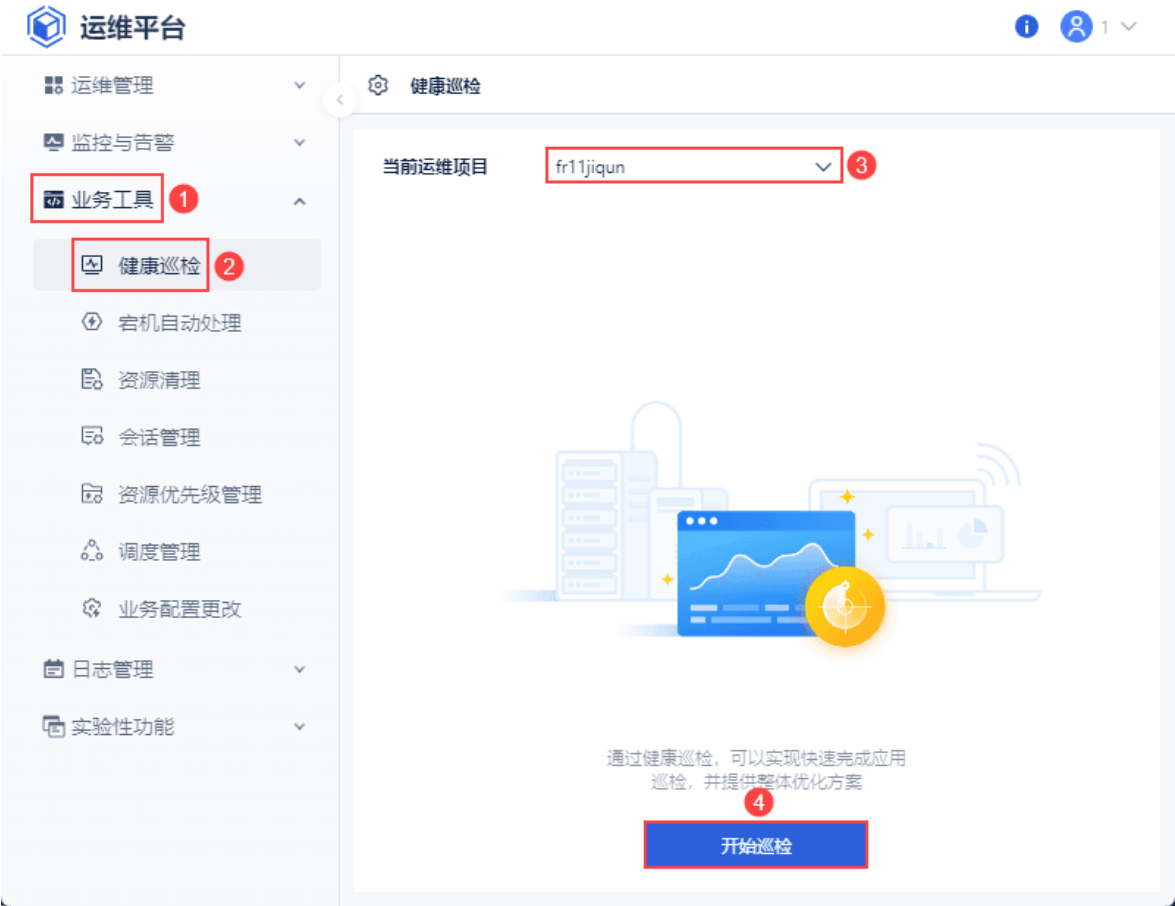 运维平台
1
运维管理
健康巡检
监控与告警
当前运维项目
fr11jiqun
3
业务工具
1
健康巡检
2
宕机自动处理
资源清理
会话管理
资源优先级管理
调度管理
业务配置更改
日志管理
实验性功能
通过健康巡检，可以实现快速完成应用
巡检，并提供整体优化方案
4
开始巡检